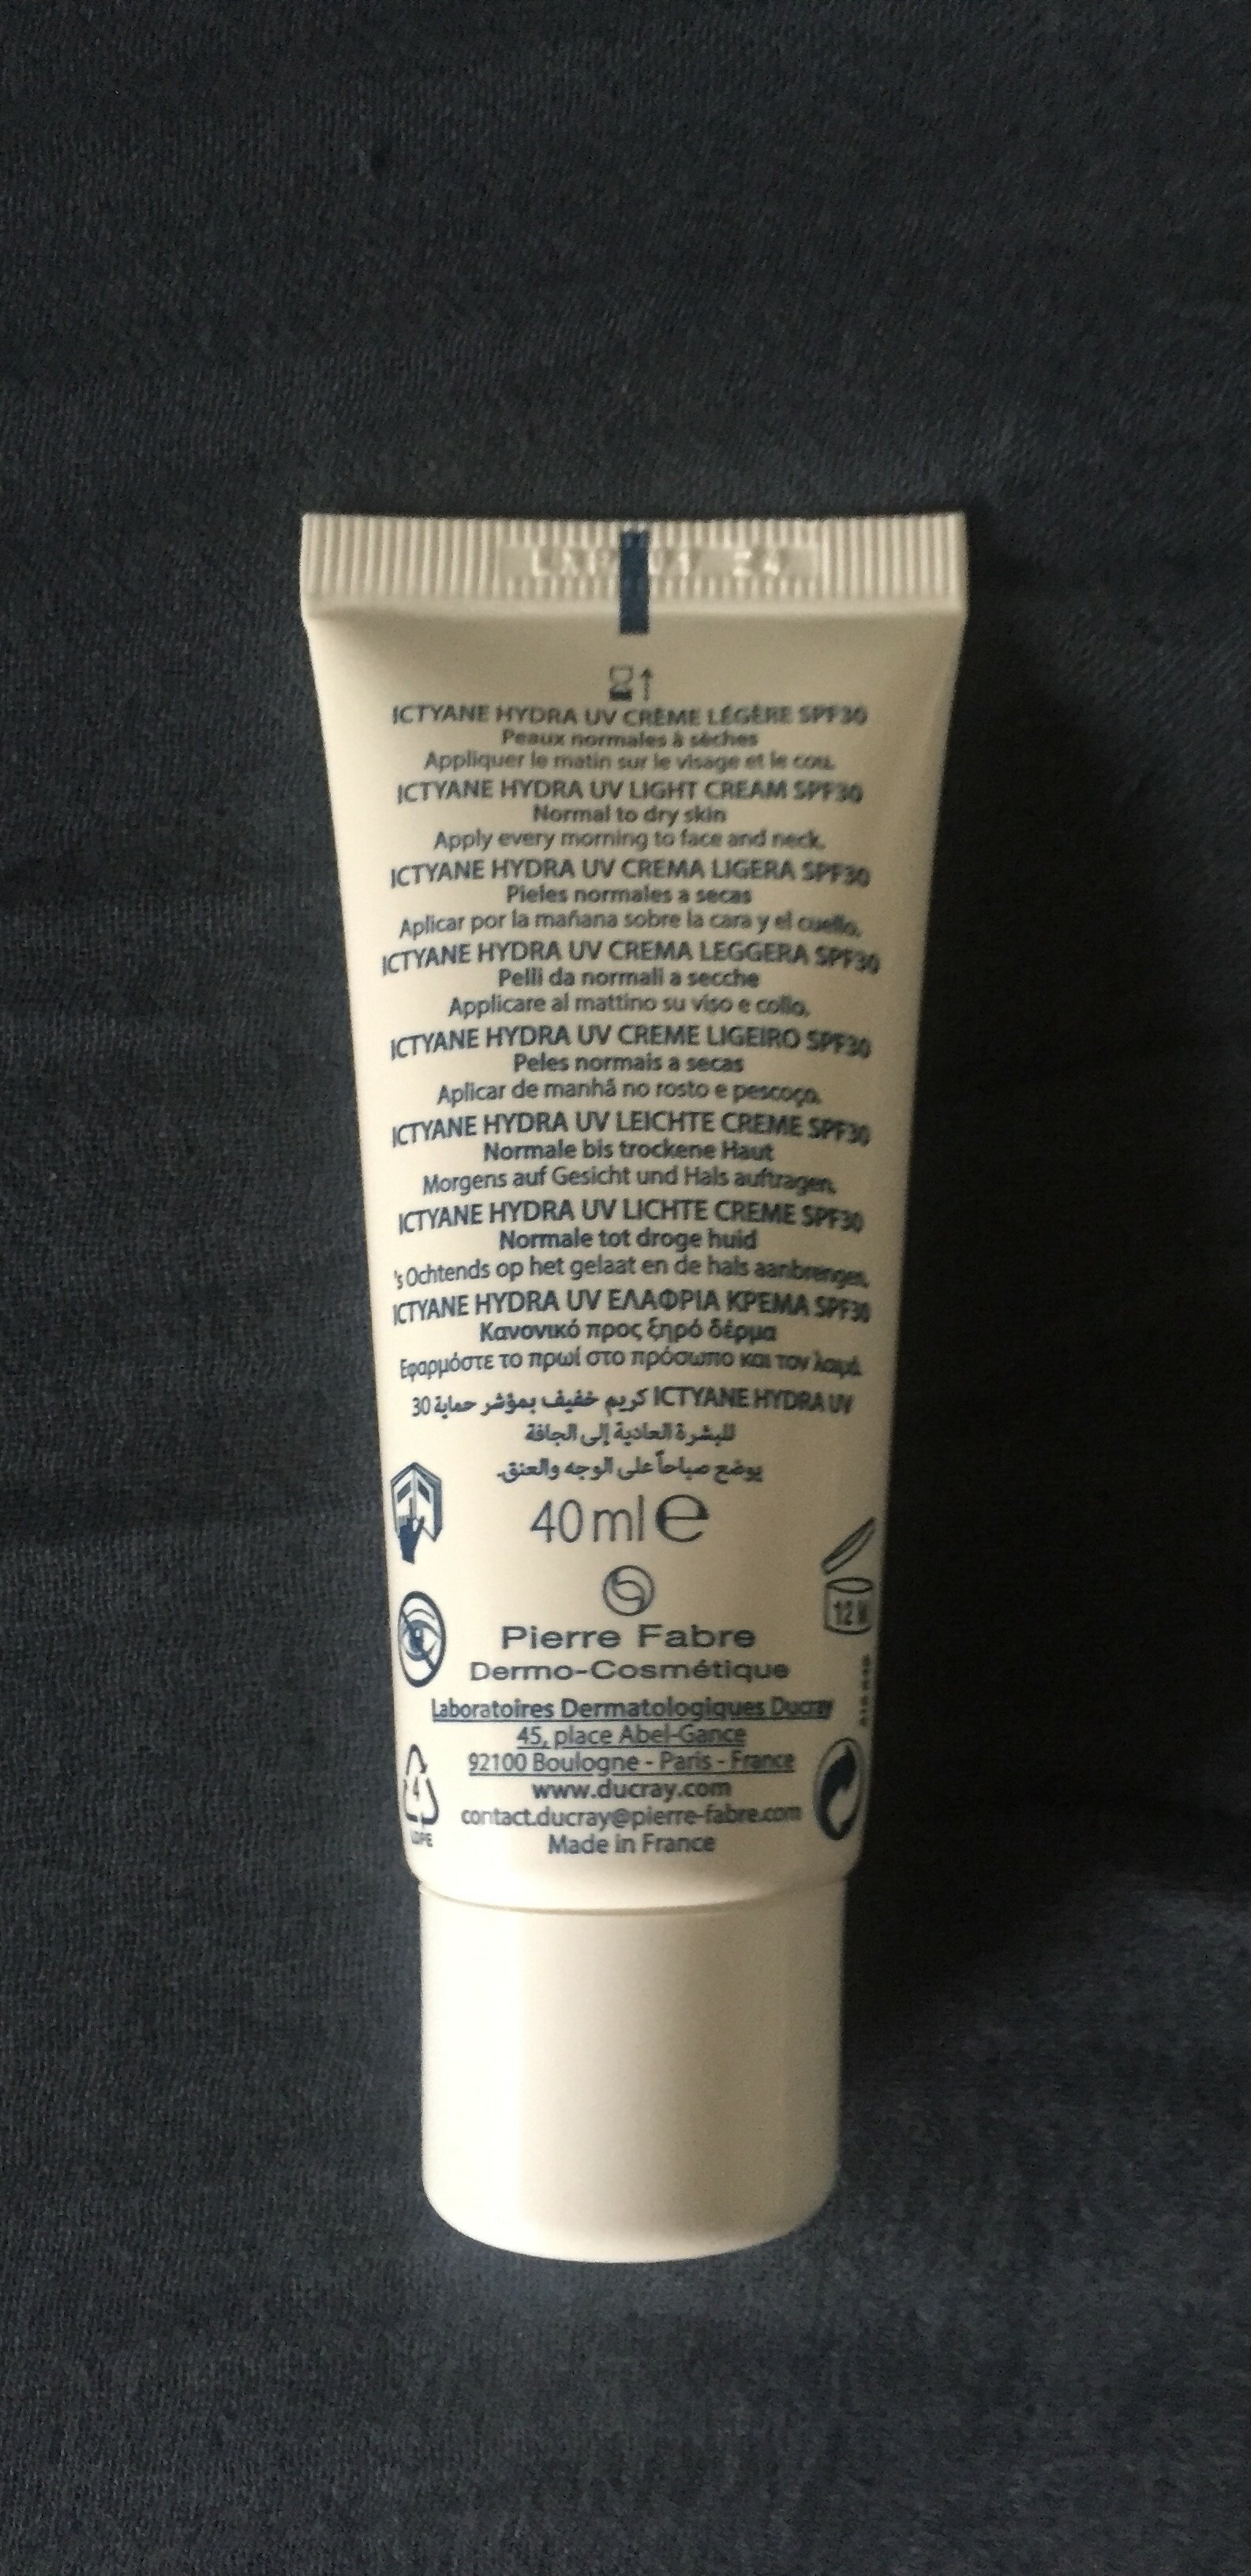 ICTYANE HYDRA UV CRÈME LÉGÈRE SPF30
Peaux normales à sèches
Appliquer le matin sur le visage et le cou.
ICTYANE HYDRA UV LIGHT CREAM SPF30
Normal to dry skin
Apply every morning to face and neck.
ICTYANE HYDRA UV CREMA LIGERA SPF30
Pieles normales a secas
Aplicar por la mañana sobre la cara y el cuello.
ICTYANE HYDRA UV CREMA LEGGERA SPF30
Pelli da normali a secche
Applicare al mattino su viso e collo.
ICTYANE HYDRA UV CREME LIGEIRO SPF30
Peles normais a secas
Aplicar de manhã no rosto e pescoço.
ICTYANE HYDRA UV LEICHTE CREME SPF30
Normale bis trockene Haut
Morgens auf Gesicht und Hals auftragen.
ICTYANE HYDRA UV LICHTE CREME SPF30
Normale tot droge huid
's Ochtends op het gelaat en de hals aanbrengen.
ICTYANE HYDRA UV ΕΛΑΦΡΙΑ ΚΡΕΜΑ SPF30
Κανονικό προς ξηρό δέρμα
Εφαρμόστε το πρωί στο πρόσωπο και τον λαιμό.
ICTYANE HYDRA UV كريم خفيف بمؤشر حماية 30
للبشرة العادية إلى الجافة
يوضع صباحاً على الوجه والعنق.
40 ml e
12 M
Pierre Fabre
Dermo-Cosmétique
Laboratoires Dermatologiques Ducray
45, place Abel-Gance
92100 Boulogne - Paris - France
www.ducray.com
contact.ducray@pierre-fabre.com
Made in France
4
LDPE